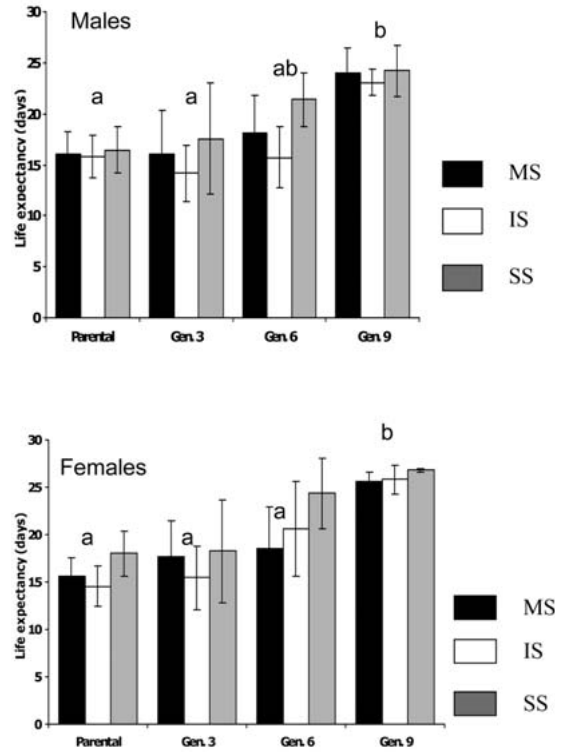 Males
30
25
20
15
10
5
0
Life expectancy (days)
a
a
ab
b
Parental
Gen. 3
Gen. 6
Gen. 9
MS
IS
SS
Females
30
25
20
15
10
5
0
Life expectancy (days)
a
a
a
b
Parental
Gen. 3
Gen. 6
Gen. 9
MS
IS
SS